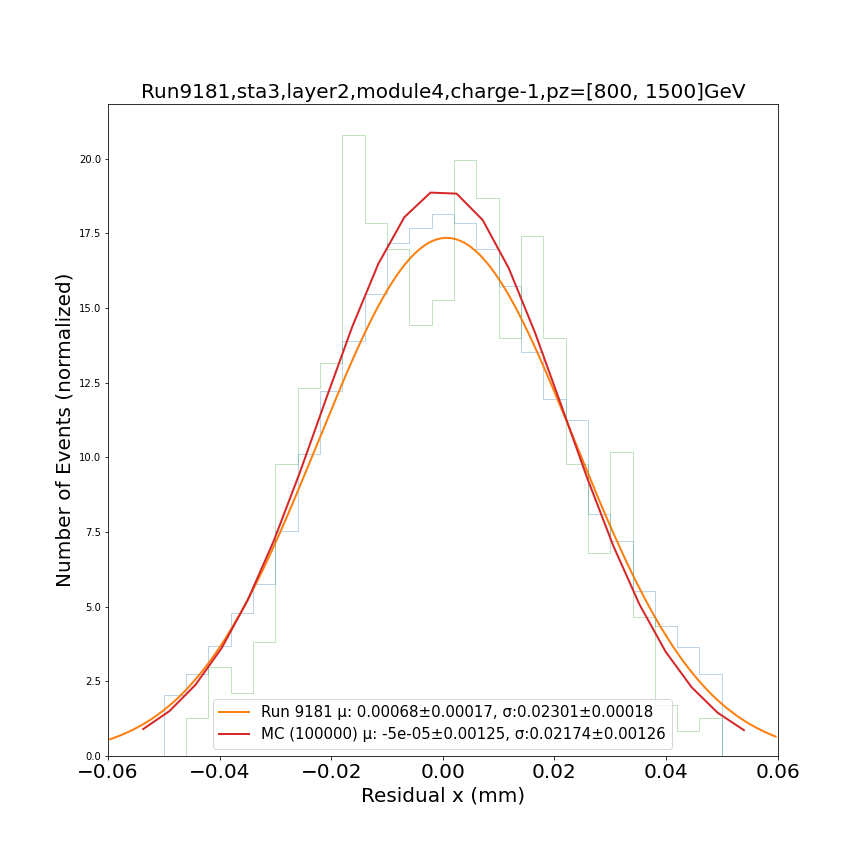 Run9181,sta3,layer2,module4,charge-1,pz=[800, 1500]GeV
Number of Events (normalized)
20.0
17.5
15.0
12.5
10.0
7.5
5.0
2.5
0.0
Run 9181 μ: 0.00068±0.00017, σ:0.02301±0.00018
MC (100000) μ: -5e-05±0.00125, σ:0.02174±0.00126
−0.06 −0.04 −0.02 0.00 0.02 0.04 0.06
Residual x (mm)